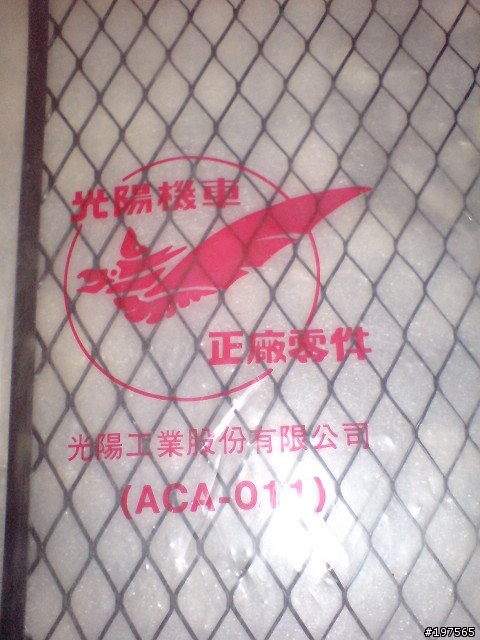 光陽機車
正廠零件
光陽工業股份有限公司
(ACA-011)
#197565